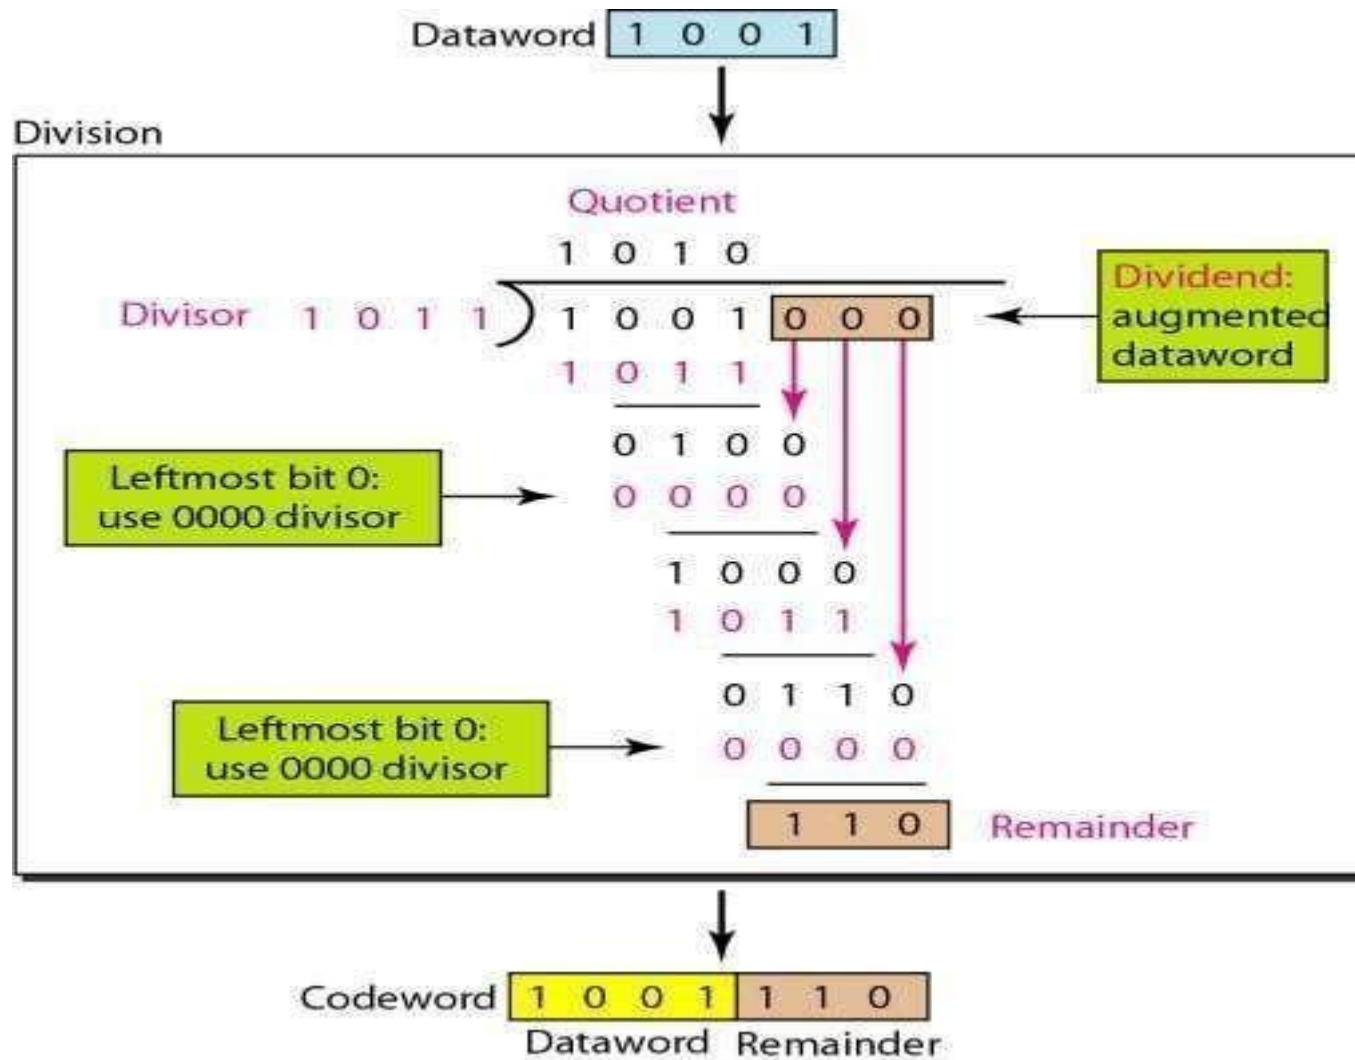 Dataword 1 0 0 1
Division
Quotient
1 0 1 0
Divisor 1 0 1 1 1 0 0 1 0 0 0
Dividend:
augmented
dataword
1 0 1 1
0 1 0 0
Leftmost bit 0:
use 0000 divisor
0 0 0 0
1 0 0 0
1 0 1 1
0 1 1 0
Leftmost bit 0:
use 0000 divisor
0 0 0 0
1 1 0 Remainder
Codeword 1 0 0 1 1 1 0
Dataword Remainder